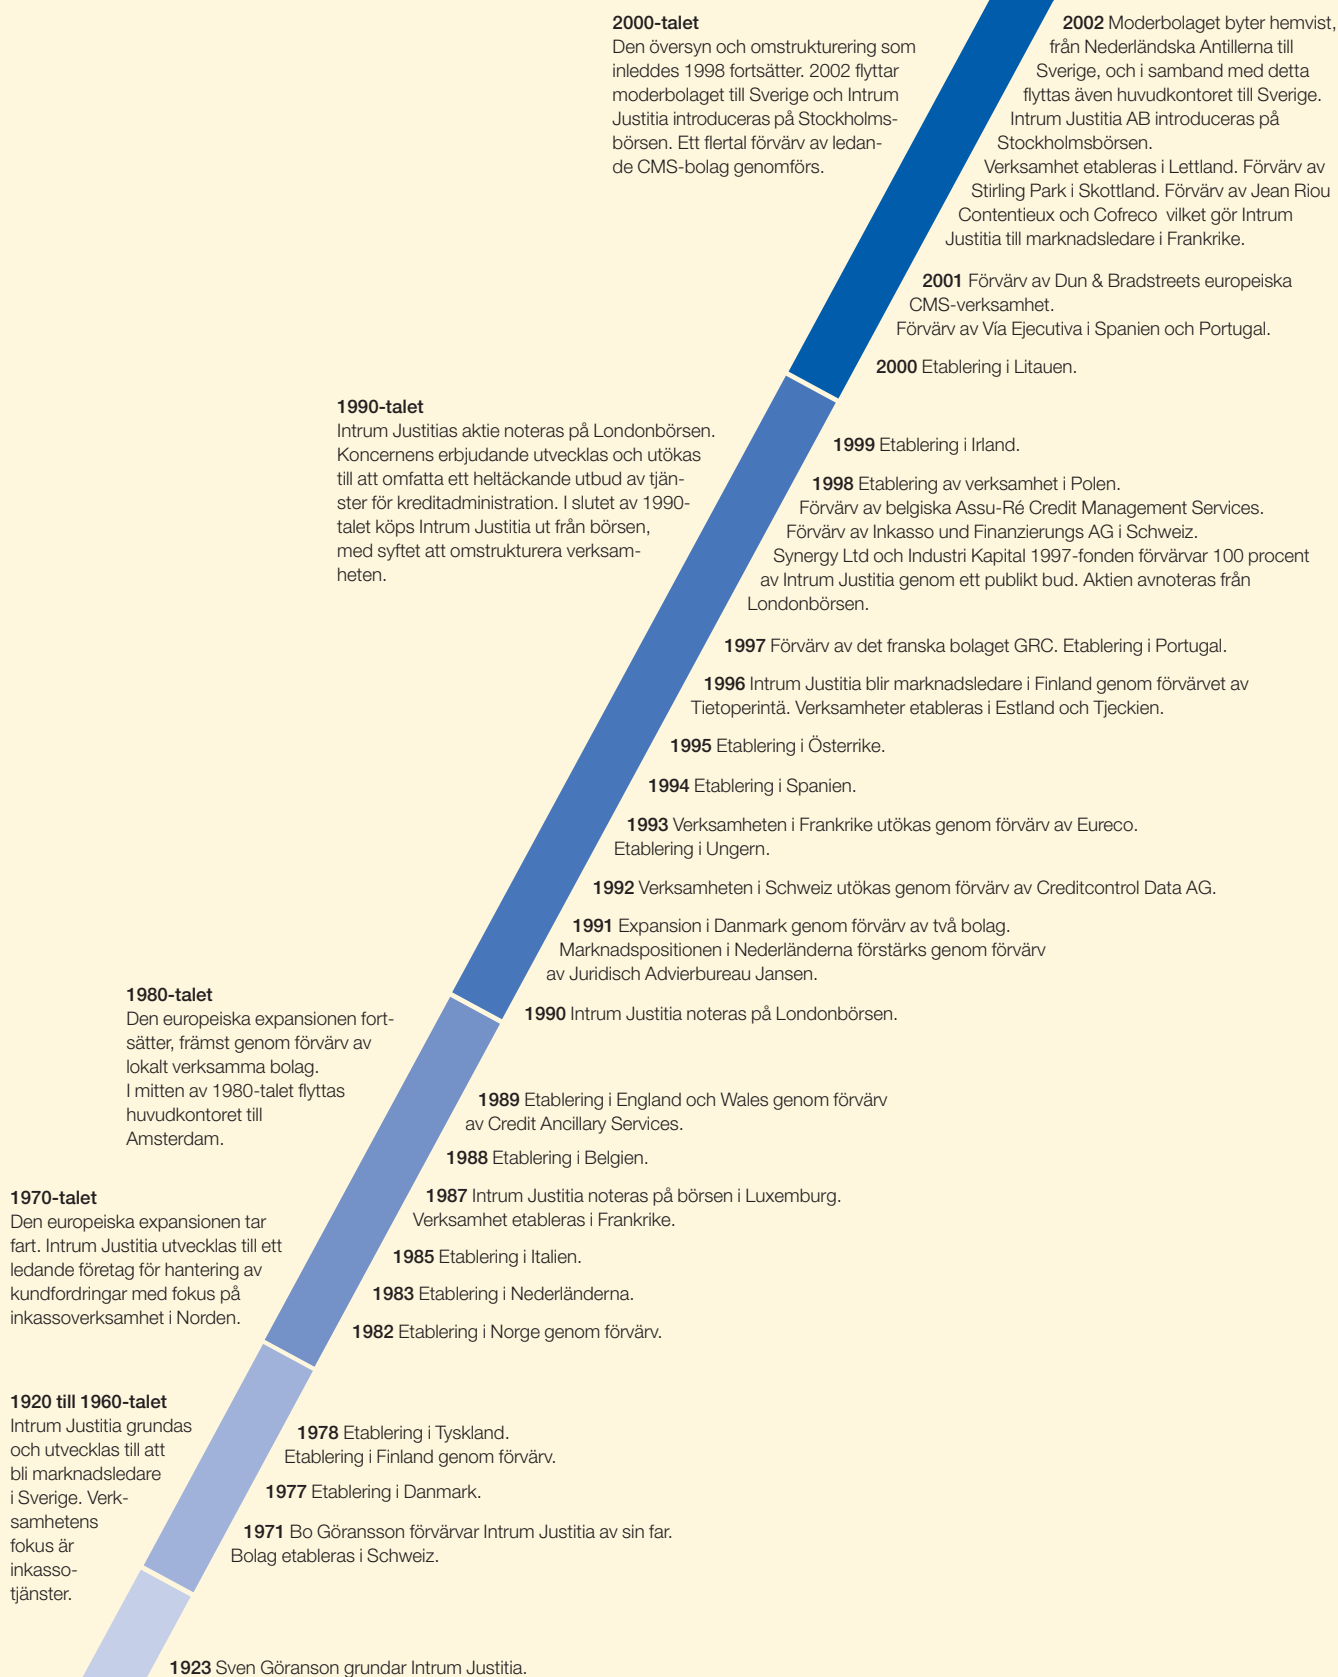 2000-talet
Den översyn och omstrukturering som
inleddes 1998 fortsätter. 2002 flyttar
moderbolaget till Sverige och Intrum
Justitia introduceras på Stockholms-
börsen. Ett flertal förvärv av ledan-
de CMS-bolag genomförs.
2002 Moderbolaget byter hemvist,
från Nederländska Antillerna till
Sverige, och i samband med detta
flyttas även huvudkontoret till Sverige.
Intrum Justitia AB introduceras på
Stockholmsbörsen.
Verksamhet etableras i Lettland. Förvärv av
Stirling Park i Skottland. Förvärv av Jean Riou
Contentieux och Cofreco vilket gör Intrum
Justitia till marknadsledare i Frankrike.
2001 Förvärv av Dun & Bradstreets europeiska
CMS-verksamhet.
Förvärv av Vía Ejecutiva i Spanien och Portugal.
2000 Etablering i Litauen.
1990-talet
Intrum Justitias aktie noteras på Londonbörsen.
Koncernens erbjudande utvecklas och utökas
till att omfatta ett heltäckande utbud av tjän-
ster för kreditadministration. I slutet av 1990-
talet köps Intrum Justitia ut från börsen,
med syftet att omstrukturera verksam-
heten.
1999 Etablering i Irland.
1998 Etablering av verksamhet i Polen.
Förvärv av belgiska Assu-Ré Credit Management Services.
Förvärv av Inkasso und Finanzierungs AG i Schweiz.
Synergy Ltd och Industri Kapital 1997-fonden förvärvar 100 procent
av Intrum Justitia genom ett publikt bud. Aktien avnoteras från
Londonbörsen.
1997 Förvärv av det franska bolaget GRC. Etablering i Portugal.
1996 Intrum Justitia blir marknadsledare i Finland genom förvärvet av
Tietoperintä. Verksamheter etableras i Estland och Tjeckien.
1995 Etablering i Österrike.
1994 Etablering i Spanien.
1993 Verksamheten i Frankrike utökas genom förvärv av Eureco.
Etablering i Ungern.
1992 Verksamheten i Schweiz utökas genom förvärv av Creditcontrol Data AG.
1991 Expansion i Danmark genom förvärv av två bolag.
Marknadspositionen i Nederländerna förstärks genom förvärv
av Juridisch Advierbureau Jansen.
1990 Intrum Justitia noteras på Londonbörsen.
1980-talet
Den europeiska expansionen fort-
sätter, främst genom förvärv av
lokalt verksamma bolag.
I mitten av 1980-talet flyttas
huvudkontoret till
Amsterdam.
1989 Etablering i England och Wales genom förvärv
av Credit Ancillary Services.
1988 Etablering i Belgien.
1987 Intrum Justitia noteras på börsen i Luxemburg.
Verksamhet etableras i Frankrike.
1985 Etablering i Italien.
1983 Etablering i Nederländerna.
1982 Etablering i Norge genom förvärv.
1970-talet
Den europeiska expansionen tar
fart. Intrum Justitia utvecklas till ett
ledande företag för hantering av
kundfordringar med fokus på
inkassoverksamhet i Norden.
1978 Etablering i Tyskland.
Etablering i Finland genom förvärv.
1977 Etablering i Danmark.
1971 Bo Göransson förvärvar Intrum Justitia av sin far.
Bolag etableras i Schweiz.
1920 till 1960-talet
Intrum Justitia grundas
och utvecklas till att
bli marknadsledare
i Sverige. Verk-
samhetens
fokus är
inkasso-
tjänster.
1923 Sven Göranson grundar Intrum Justitia.